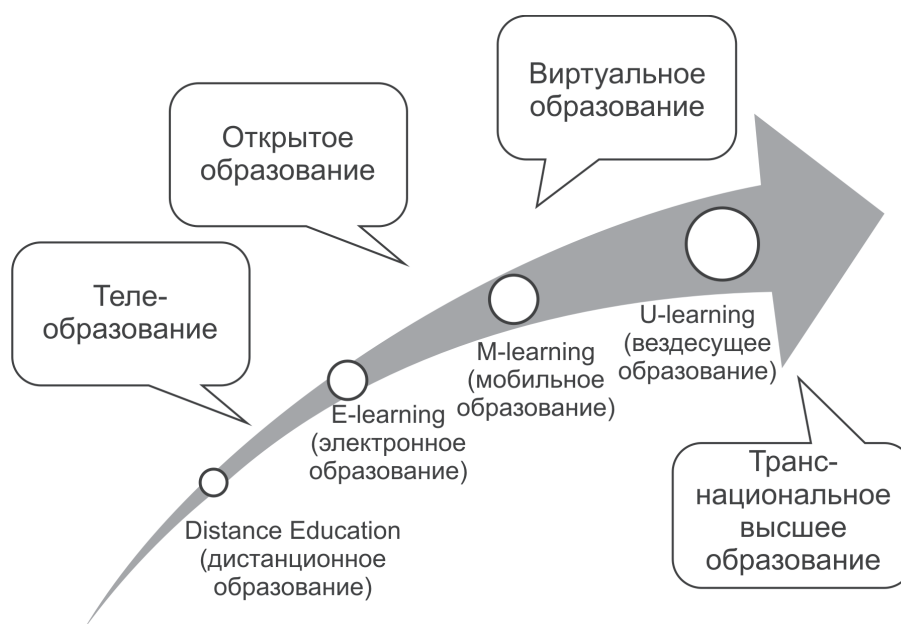 Виртуальное
образование
Открытое
образование
Теле-
образование
U-learning
(вездесущее
образование)
M-learning
(мобильное
образование)
E-learning
(электронное
образование)
Distance Education
(дистанционное
образование)
Транс-
национальное
высшее
образование